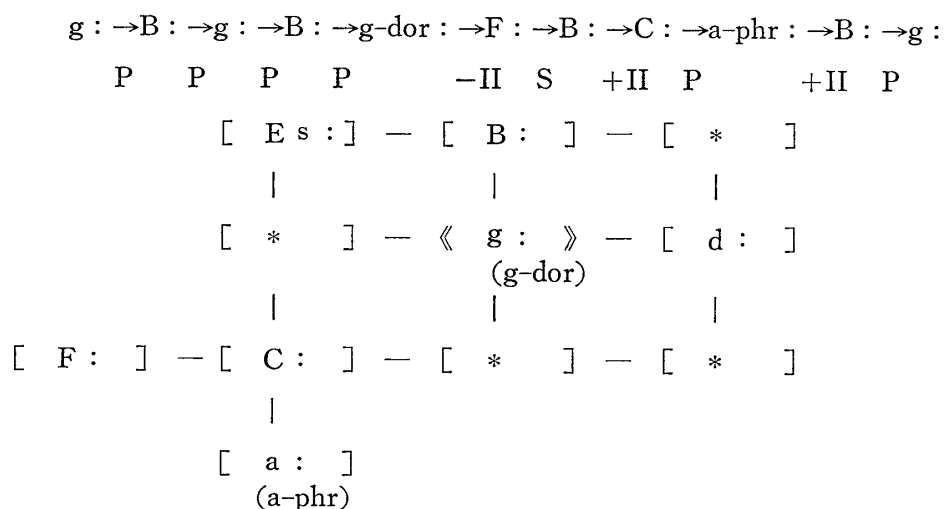 g: →B: →g: →B: →g-dor: →F: →B: →C: →a-phr: →B: →g:
P P P P −II S +II P +II P
[ Es: ] — [ B: ] — [ * ]
| | |
[ * ] — 《 g: 》 — [ d: ]
(g-dor)
| | |
[ F: ] — [ C: ] — [ * ] — [ * ]
|
[ a: ]
(a-phr)